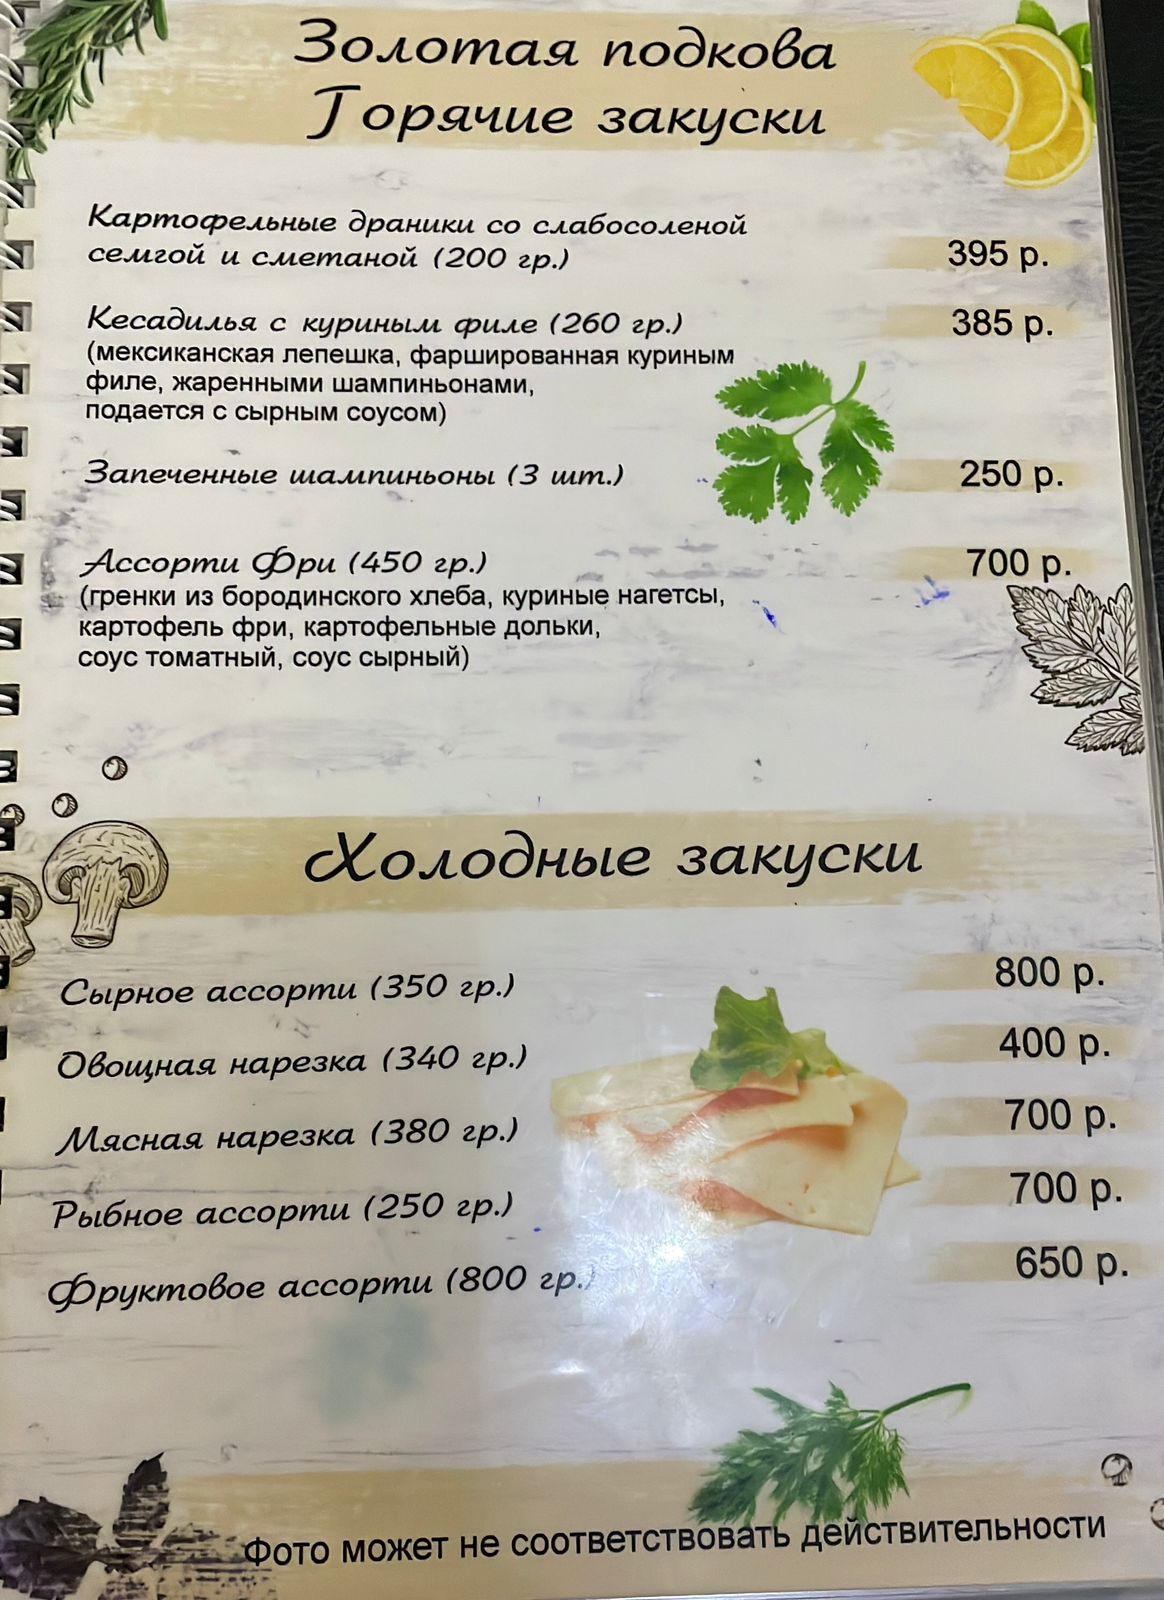 Золотая подкова
Горячие закуски
Картофельные драники со слабосоленой
семгой и сметаной (200 гр.)
395 р.
Кесадилья с куриным филе (260 гр.)
385 р.
(мексиканская лепешка, фаршированная куриным
филе, жаренными шампиньонами,
подается с сырным соусом)
Запеченные шампиньоны (3 шт.)
250 р.
Ассорти Фри (450 гр.)
700 р.
(гренки из бородинского хлеба, куриные нагетсы,
картофель фри, картофельные дольки,
соус томатный, соус сырный)
Холодные закуски
Сырное ассорти (350 гр.)
800 р.
Овощная нарезка (340 гр.)
400 р.
Мясная нарезка (380 гр.)
700 р.
Рыбное ассорти (250 гр.)
700 р.
Фруктовое ассорти (800 гр.)
650 р.
Фото может не соответствовать действительности